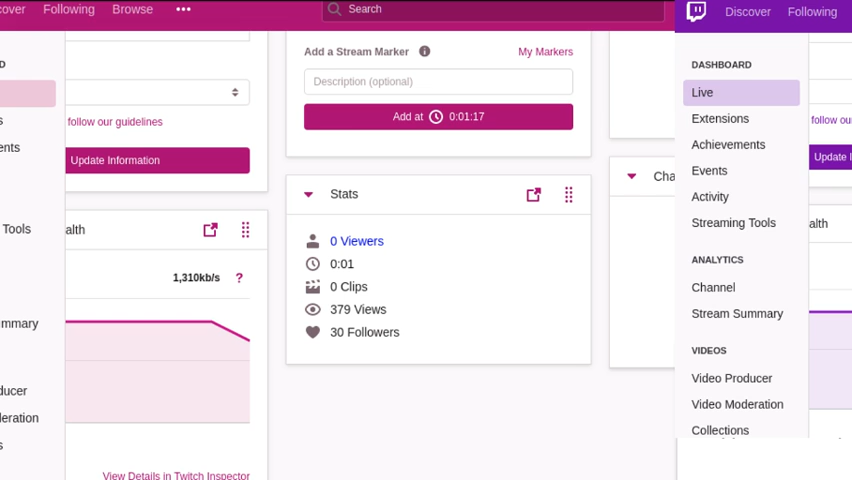 over Following Browse •••
Search
Discover Following
D
s
ents
Tools
mmary
ducer
eration
s
follow our guidelines
Update Information
alth
1,310kb/s ?
View Details in Twitch Inspector
Add a Stream Marker
My Markers
Description (optional)
Add at 0:01:17
Stats
0 Viewers
0:01
0 Clips
379 Views
30 Followers
Cha
DASHBOARD
Live
Extensions
Achievements
Events
Activity
Streaming Tools
ANALYTICS
Channel
Stream Summary
VIDEOS
Video Producer
Video Moderation
Collections
follow ou
Update I
alth